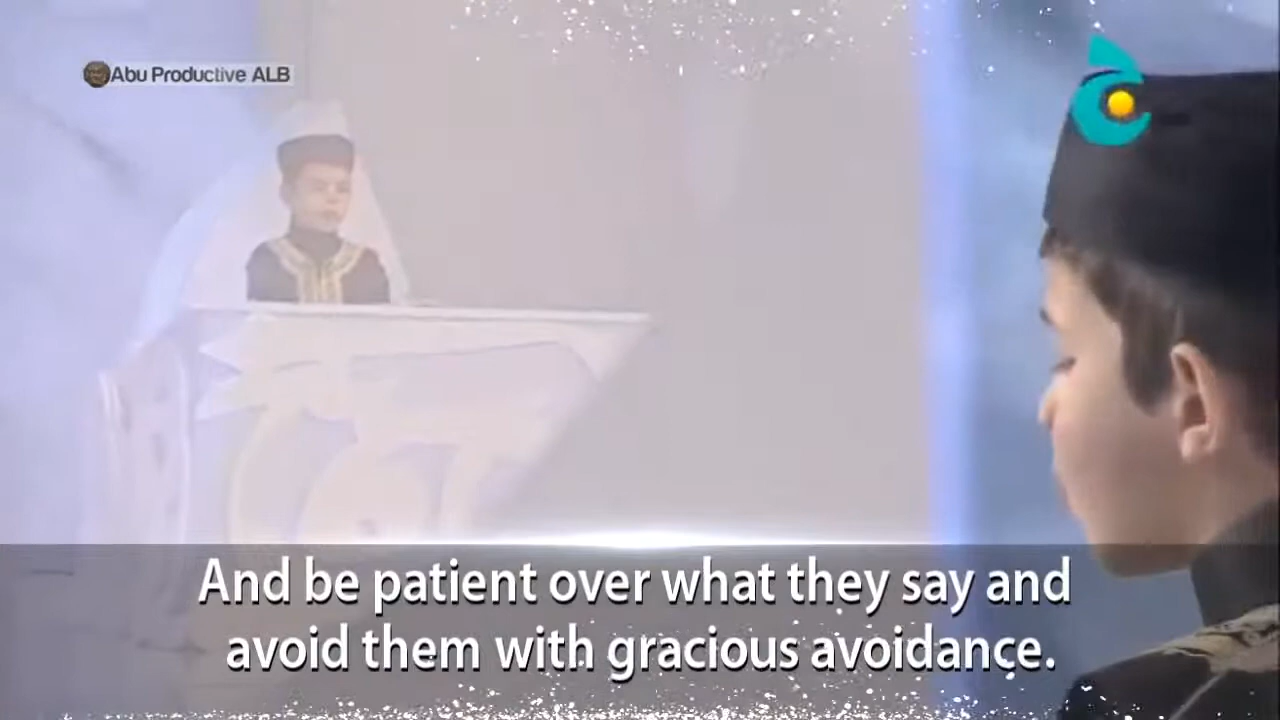 Abu Productive ALB
And be patient over what they say and
avoid them with gracious avoidance.